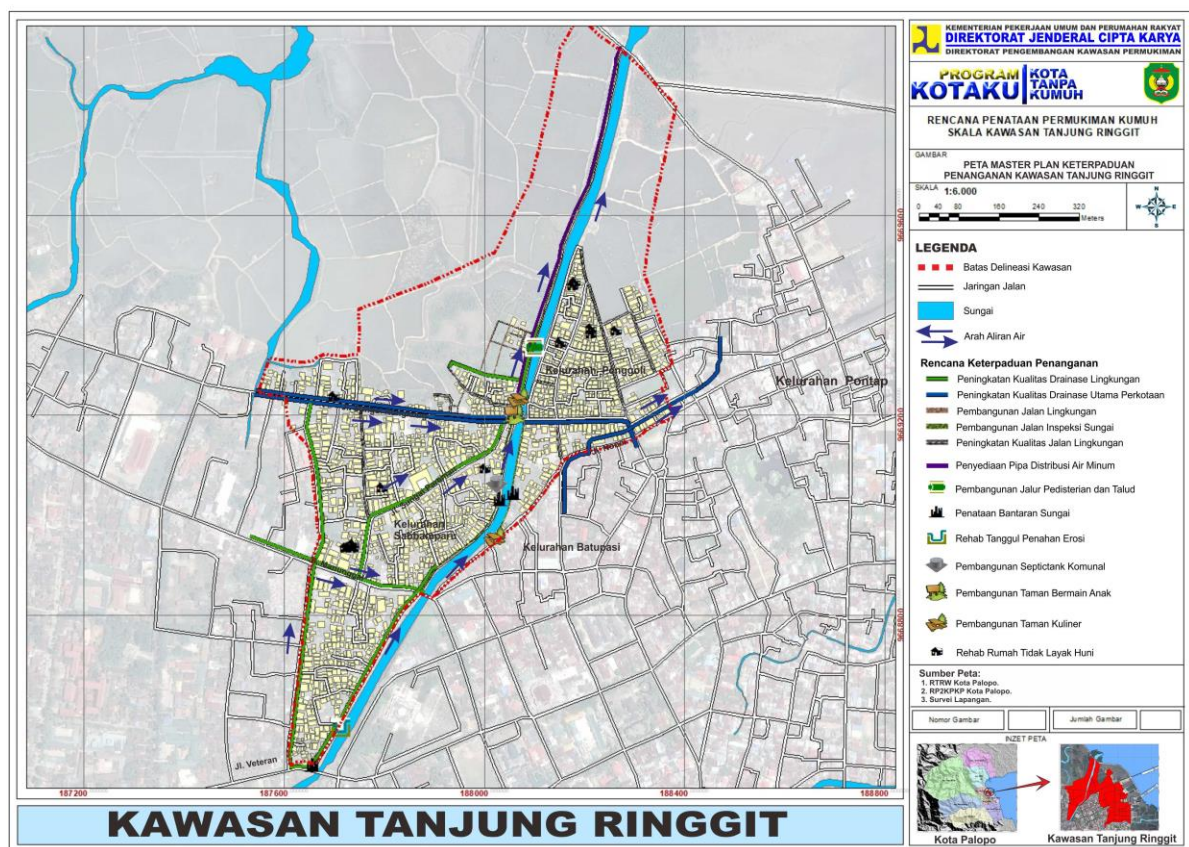 KEMENTERIAN PEKERJAAN UMUM DAN PERUMAHAN RAKYAT
DIREKTORAT JENDERAL CIPTA KARYA
DIREKTORAT PENGEMBANGAN KAWASAN PERMUKIMAN
PROGRAM
KOTAKU
KOTA
TANPA
KUMUH
RENCANA PENATAAN PERMUKIMAN KUMUH
SKALA KAWASAN TANJUNG RINGGIT
GAMBAR
PETA MASTER PLAN KETERPADUAN
PENANGANAN KAWASAN TANJUNG RINGGIT
SKALA 1:6.000
0 40 80 160 240 320
Meters
N
W E
S
LEGENDA
Batas Delineasi Kawasan
Jaringan Jalan
Sungai
Arah Aliran Air
Rencana Keterpaduan Penanganan
Peningkatan Kualitas Drainase Lingkungan
Peningkatan Kualitas Drainase Utama Perkotaan
Pembangunan Jalan Lingkungan
Pembangunan Jalan Inspeksi Sungai
Peningkatan Kualitas Jalan Lingkungan
Penyediaan Pipa Distribusi Air Minum
Pembangunan Jalur Pedisterian dan Talud
Penataan Bantaran Sungai
Rehab Tanggul Penahan Erosi
Pembangunan Septictank Komunal
Pembangunan Taman Bermain Anak
Pembangunan Taman Kuliner
Rehab Rumah Tidak Layak Huni
Sumber Peta:
1. RTRW Kota Palopo.
2. RP2KPKP Kota Palopo.
3. Survei Lapangan.
Nomor Gambar
Jumlah Gambar
INZET PETA
Kota Palopo
Kawasan Tanjung Ringgit
Kelurahan Penggoli
Kelurahan Pontap
Kelurahan
Sabbamparu
Kelurahan Batupasi
Jl. Veteran
187200
187600
188000
188400
188800
9669600
9669200
9668800
KAWASAN TANJUNG RINGGIT